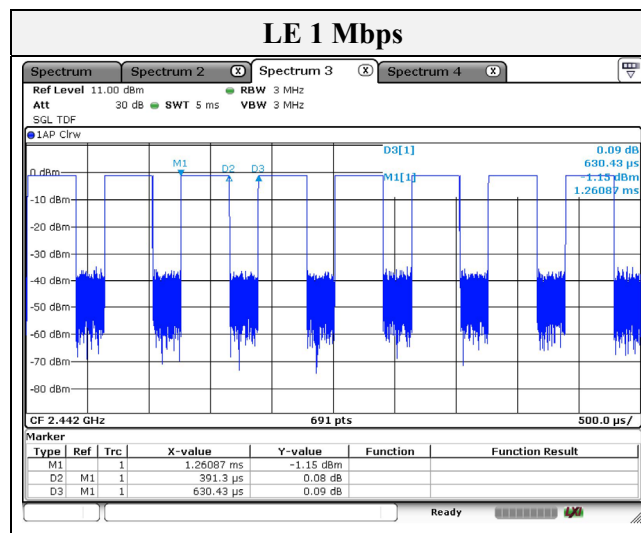 LE 1 Mbps
Spectrum Spectrum 2 X Spectrum 3 X Spectrum 4 X
Ref Level 11.00 dBm RBW 3 MHz
Att 30 dB SWT 5 ms VBW 3 MHz
SGL TDF
1AP Clrw
D3[1] 0.09 dB
630.43 µs
M1[1] -1.15 dBm
1.26087 ms
M1 D2 D3
0 dBm
-10 dBm
-20 dBm
-30 dBm
-40 dBm
-50 dBm
-60 dBm
-70 dBm
-80 dBm
CF 2.442 GHz 691 pts 500.0 µs/
Marker
Type Ref Trc X-value Y-value Function Function Result
M1 1 1.26087 ms -1.15 dBm
D2 M1 1 391.3 µs 0.08 dB
D3 M1 1 630.43 µs 0.09 dB
Ready